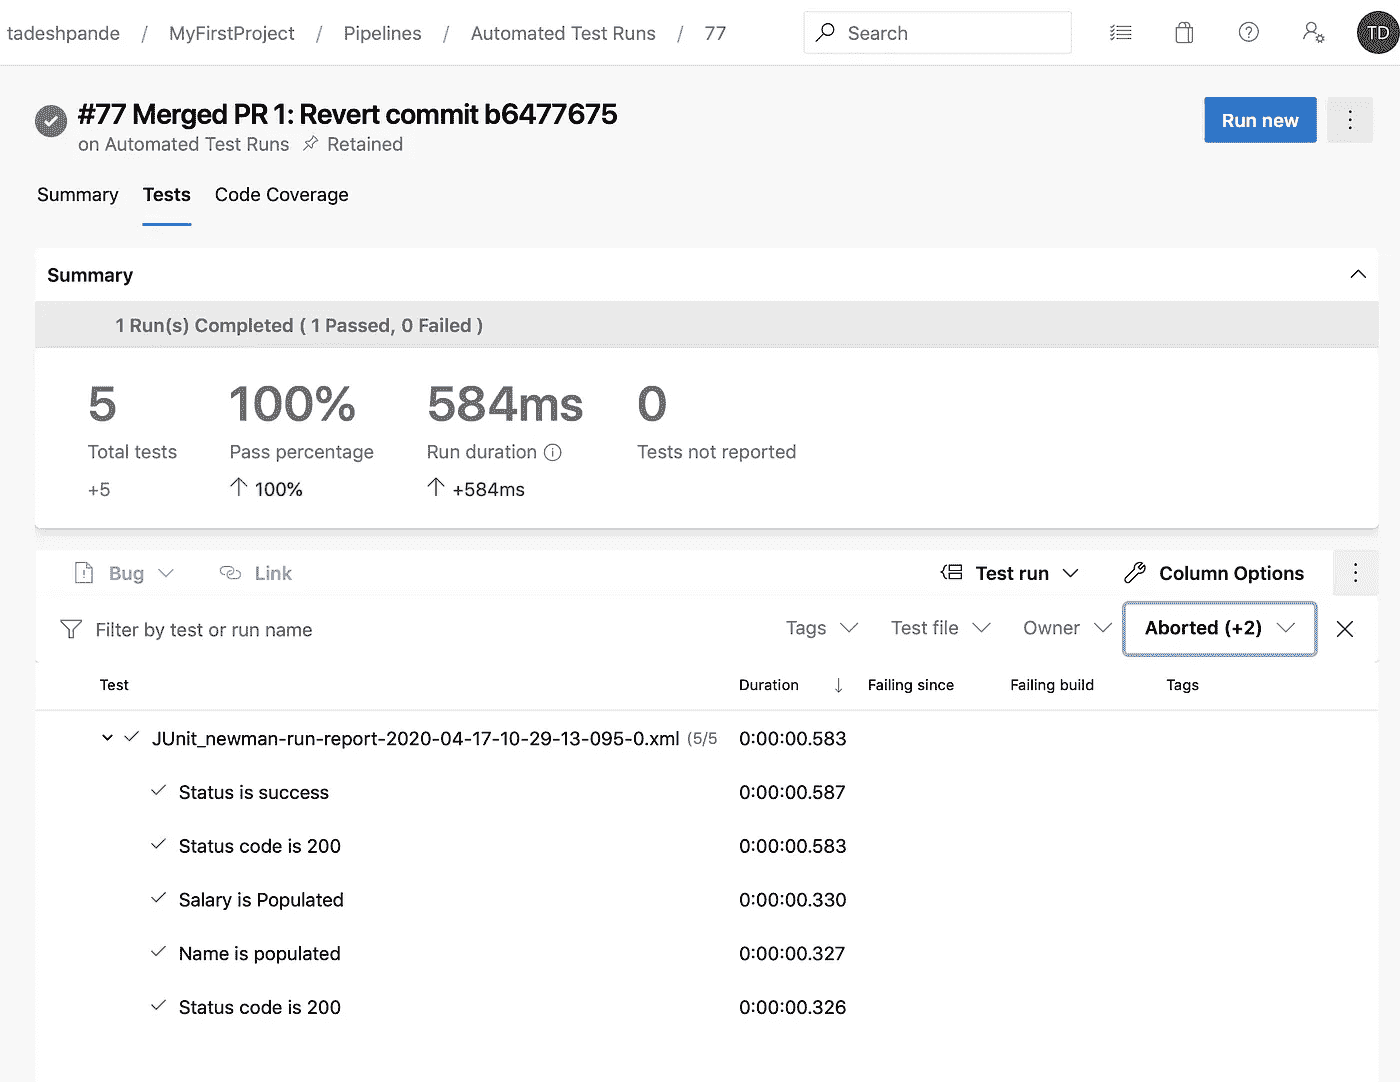 tadeshpande / MyFirstProject / Pipelines / Automated Test Runs / 77 Search TD
#77 Merged PR 1: Revert commit b6477675
on Automated Test Runs Retained
Run new
Summary Tests Code Coverage
Summary
1 Run(s) Completed ( 1 Passed, 0 Failed )
5 100% 584ms 0
Total tests Pass percentage Run duration Tests not reported
+5 100% +584ms
Bug Link Test run Column Options
Filter by test or run name Tags Test file Owner Aborted (+2)
Test Duration Failing since Failing build Tags
JUnit_newman-run-report-2020-04-17-10-29-13-095-0.xml (5/5 0:00:00.583
Status is success 0:00:00.587
Status code is 200 0:00:00.583
Salary is Populated 0:00:00.330
Name is populated 0:00:00.327
Status code is 200 0:00:00.326